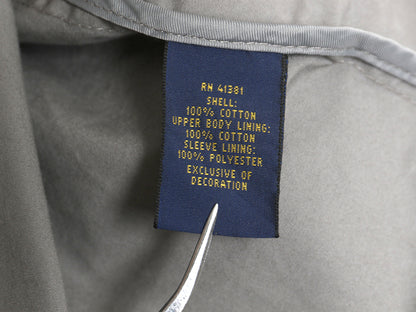 RN 41381
SHELL:
100% COTTON
UPPER BODY LINING:
100% COTTON
SLEEVE LINING:
100% POLYESTER
EXCLUSIVE OF
DECORATION